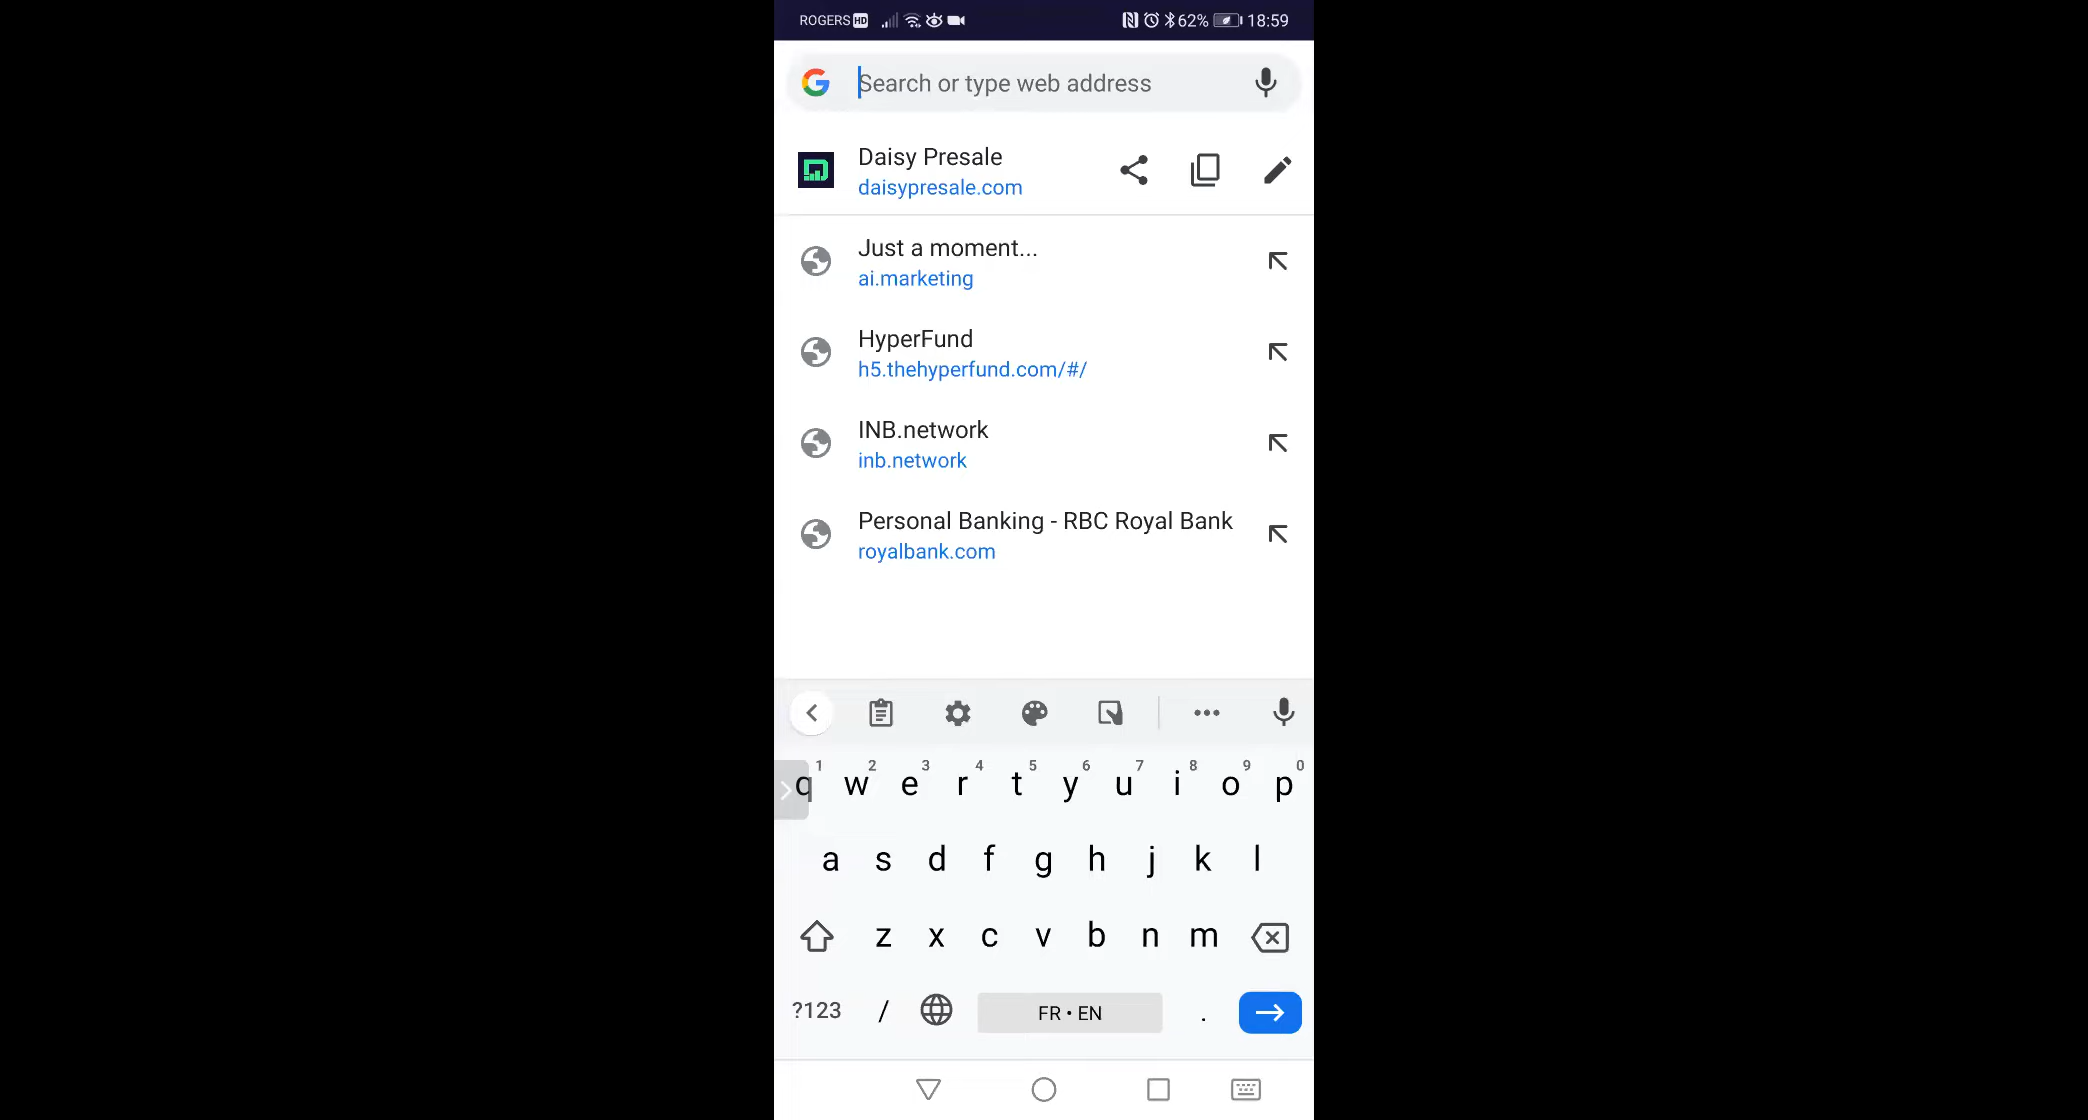 ROGERS HD 62% 18:59
Search or type web address
Daisy Presale
daisypresale.com
Just a moment...
ai.marketing
HyperFund
h5.thehyperfund.com/#/
INB.network
inb.network
Personal Banking - RBC Royal Bank
royalbank.com
1 2 3 4 5 6 7 8 9 0
q w e r t y u i o p
a s d f g h j k l
z x c v b n m
?123 / FR • EN .